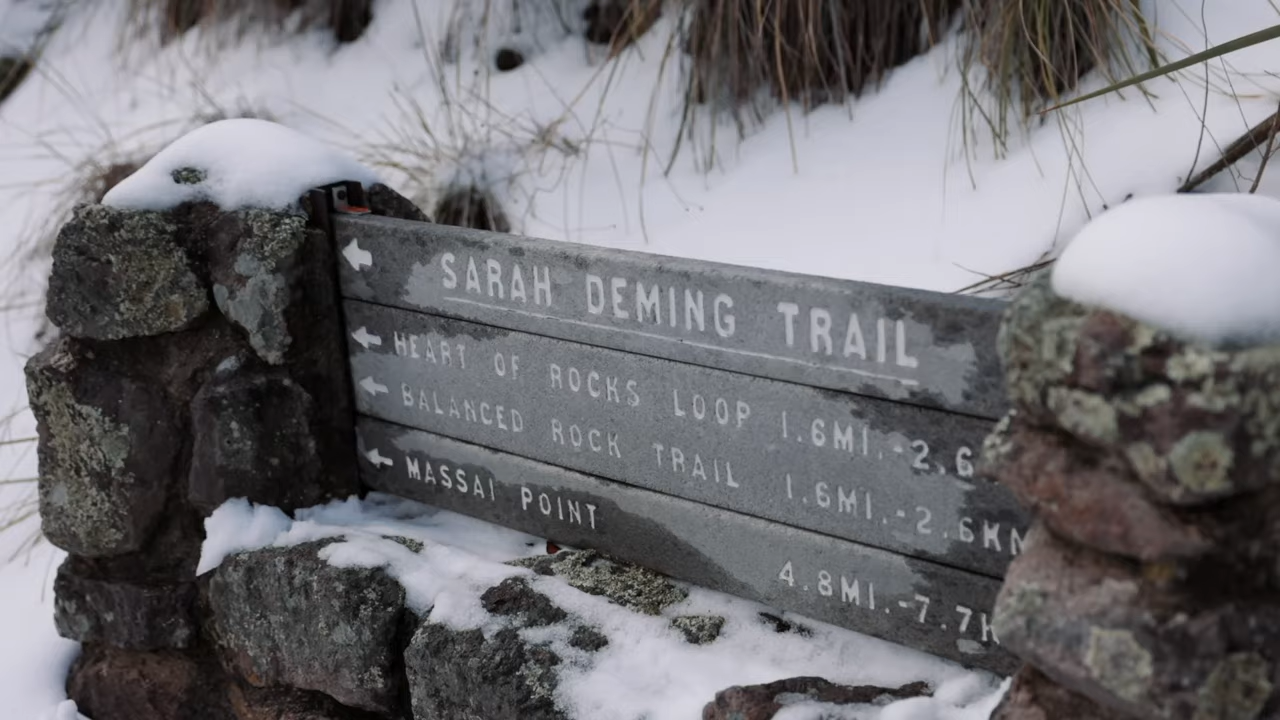 SARAH DEMING TRAIL
HEART OF ROCKS LOOP 1.6MI.-2.6
BALANCED ROCK TRAIL 1.6MI.-2.6KM
MASSAI POINT 4.8MI.-7.7K